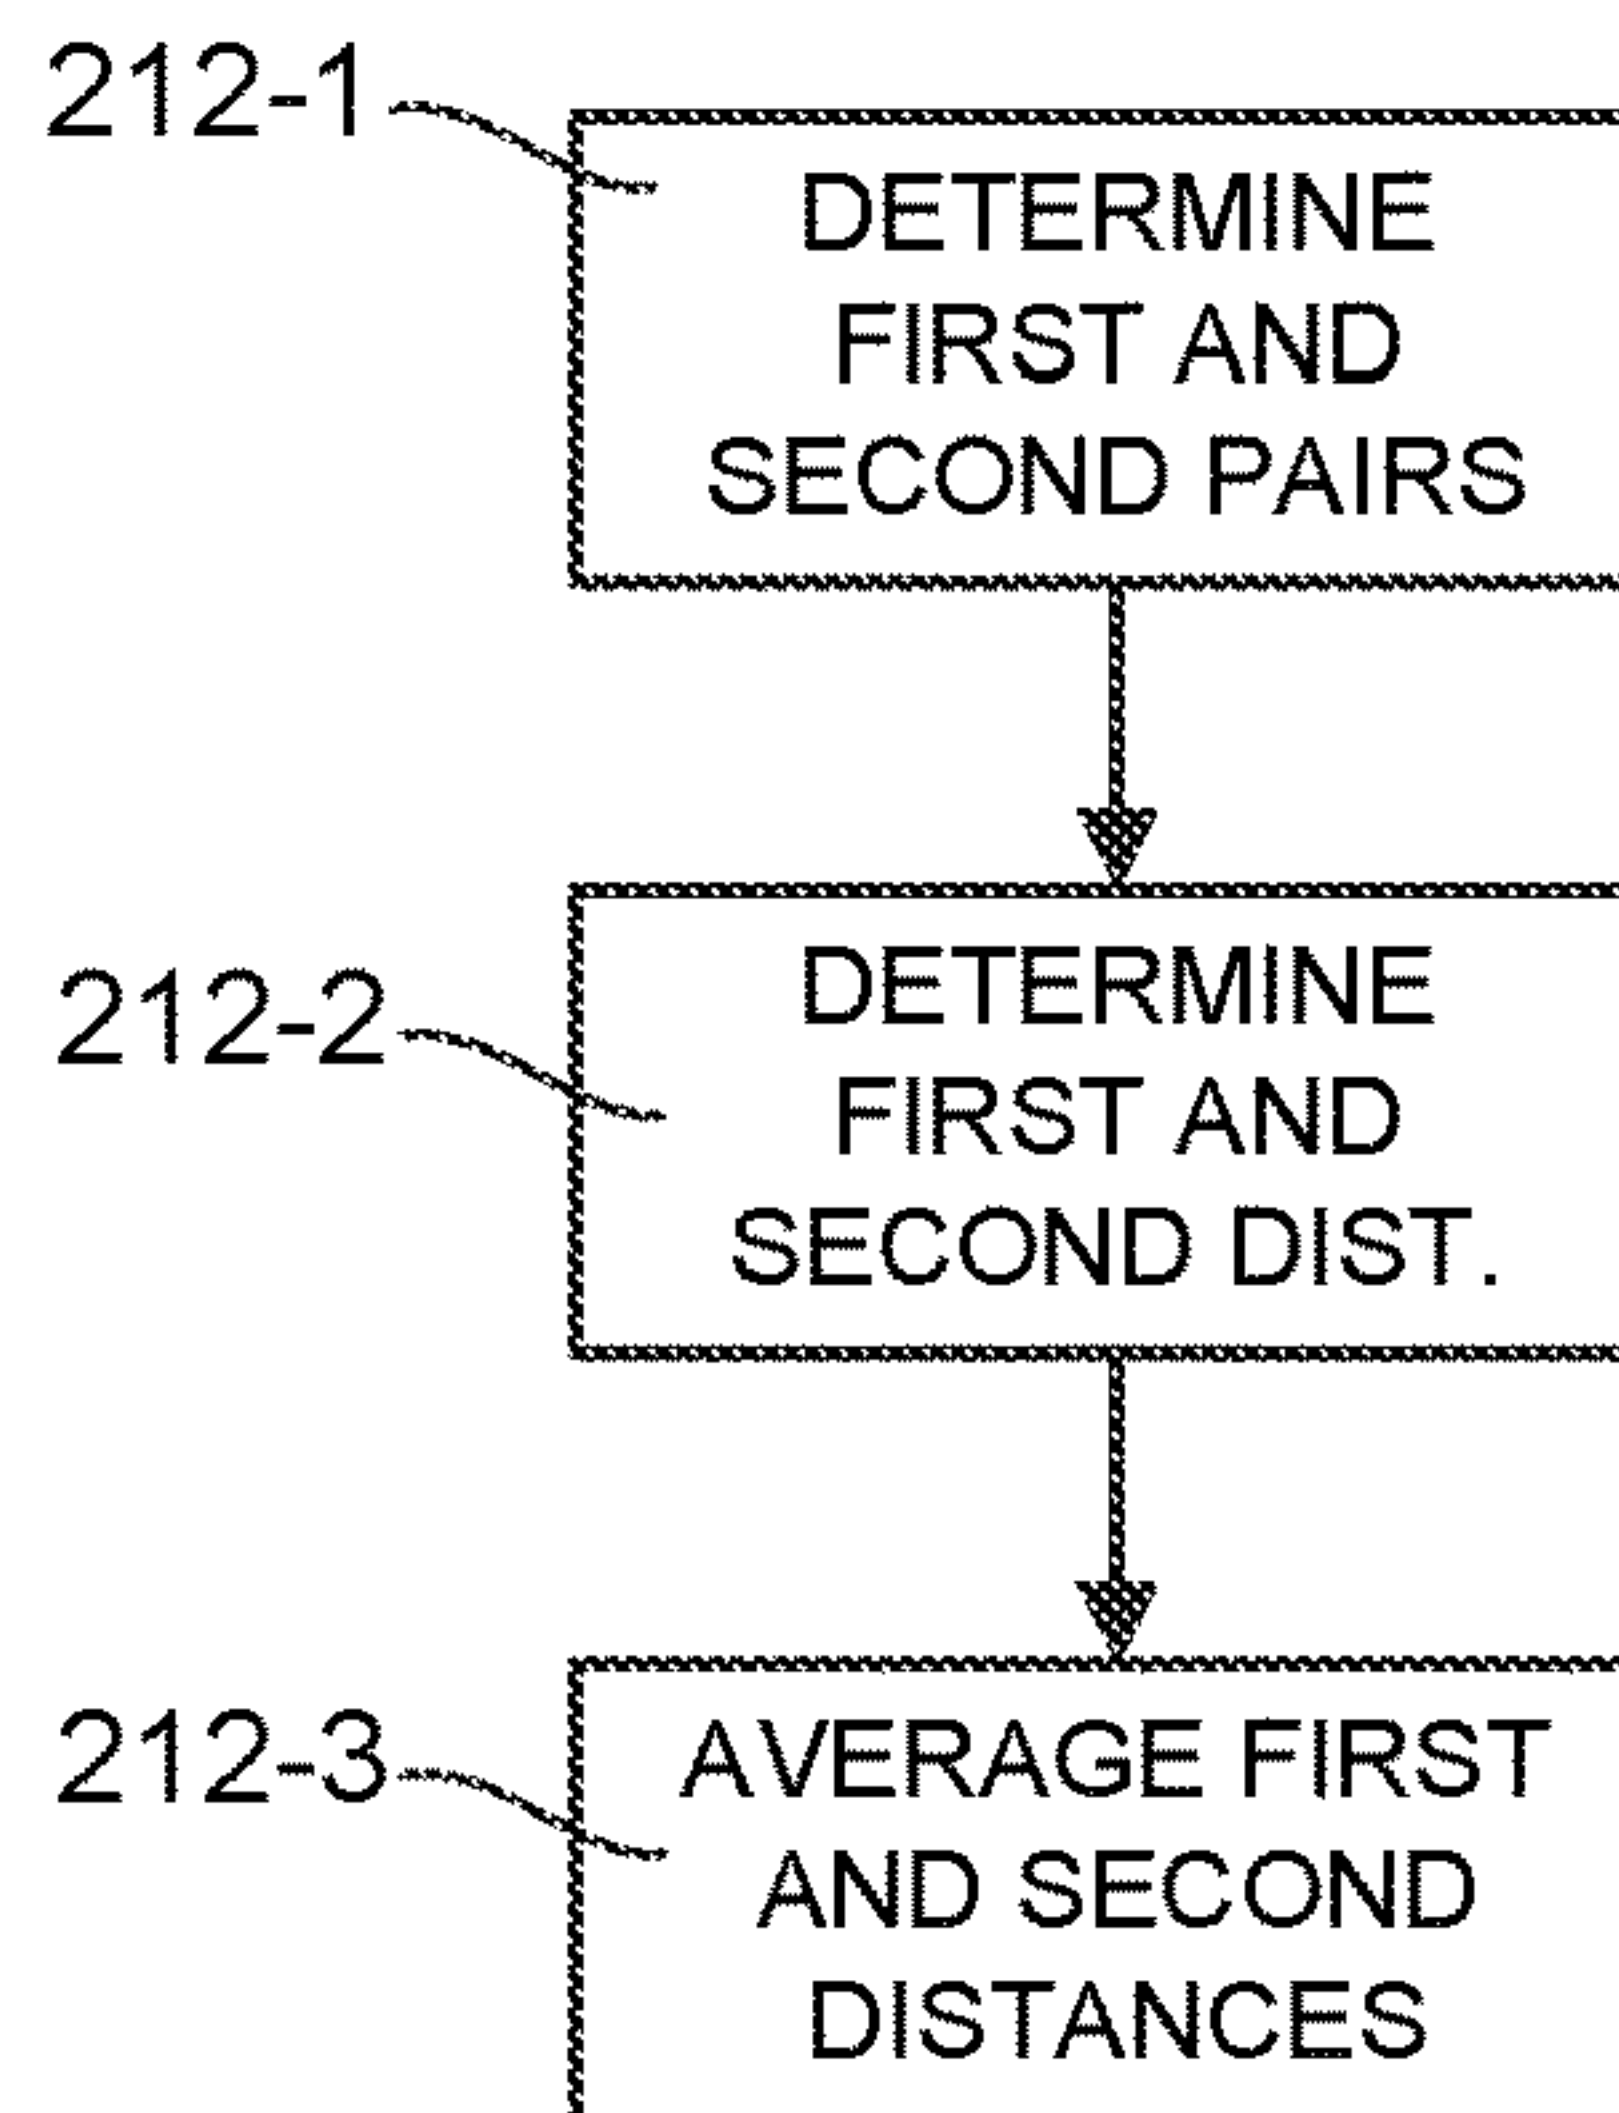 212-1
DETERMINE
FIRST AND
SECOND PAIRS
212-2
DETERMINE
FIRST AND
SECOND DIST.
212-3
AVERAGE FIRST
AND SECOND
DISTANCES